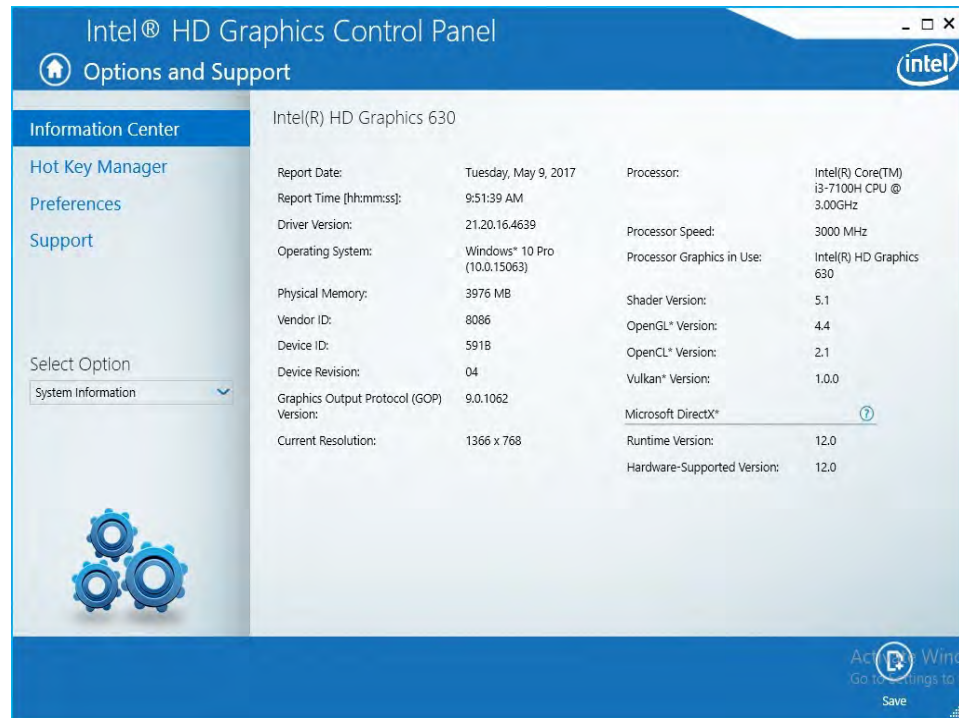 Intel® HD Graphics Control Panel
Options and Support
intel
Information Center
Hot Key Manager
Preferences
Support
Select Option
System Information
Intel(R) HD Graphics 630
Report Date: Tuesday, May 9, 2017
Report Time [hh:mm:ss]: 9:51:39 AM
Driver Version: 21.20.16.4639
Operating System: Windows* 10 Pro
(10.0.15063)
Physical Memory: 3976 MB
Vendor ID: 8086
Device ID: 591B
Device Revision: 04
Graphics Output Protocol (GOP) 9.0.1062
Version:
Current Resolution: 1366 x 768
Processor: Intel(R) Core(TM)
i3-7100H CPU @
3.00GHz
Processor Speed: 3000 MHz
Processor Graphics in Use: Intel(R) HD Graphics
630
Shader Version: 5.1
OpenGL* Version: 4.4
OpenCL* Version: 2.1
Vulkan* Version: 1.0.0
Microsoft DirectX* ?
Runtime Version: 12.0
Hardware-Supported Version: 12.0
Go to
Save